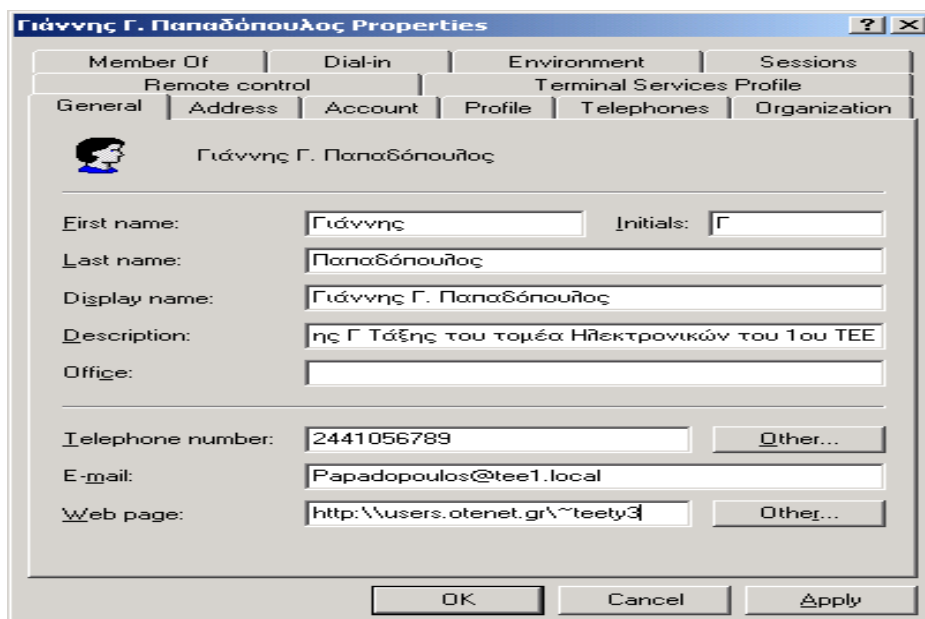 Γιάννης Γ. Παπαδόπουλος Properties
Member Of Dial-in Environment Sessions
Remote control Terminal Services Profile
General Address Account Profile Telephones Organization
Γιάννης Γ. Παπαδόπουλος
First name: Γιάννης Initials: Γ
Last name: Παπαδόπουλος
Display name: Γιάννης Γ. Παπαδόπουλος
Description: ης Γ Τάξης του τομέα Ηλεκτρονικών του 1ου ΤΕΕ
Office:
Telephone number: 2441056789 Other...
E-mail: Papadopoulos@tee1.local
Web page: http:\\users.otenet.gr\~teety3 Other...
OK Cancel Apply